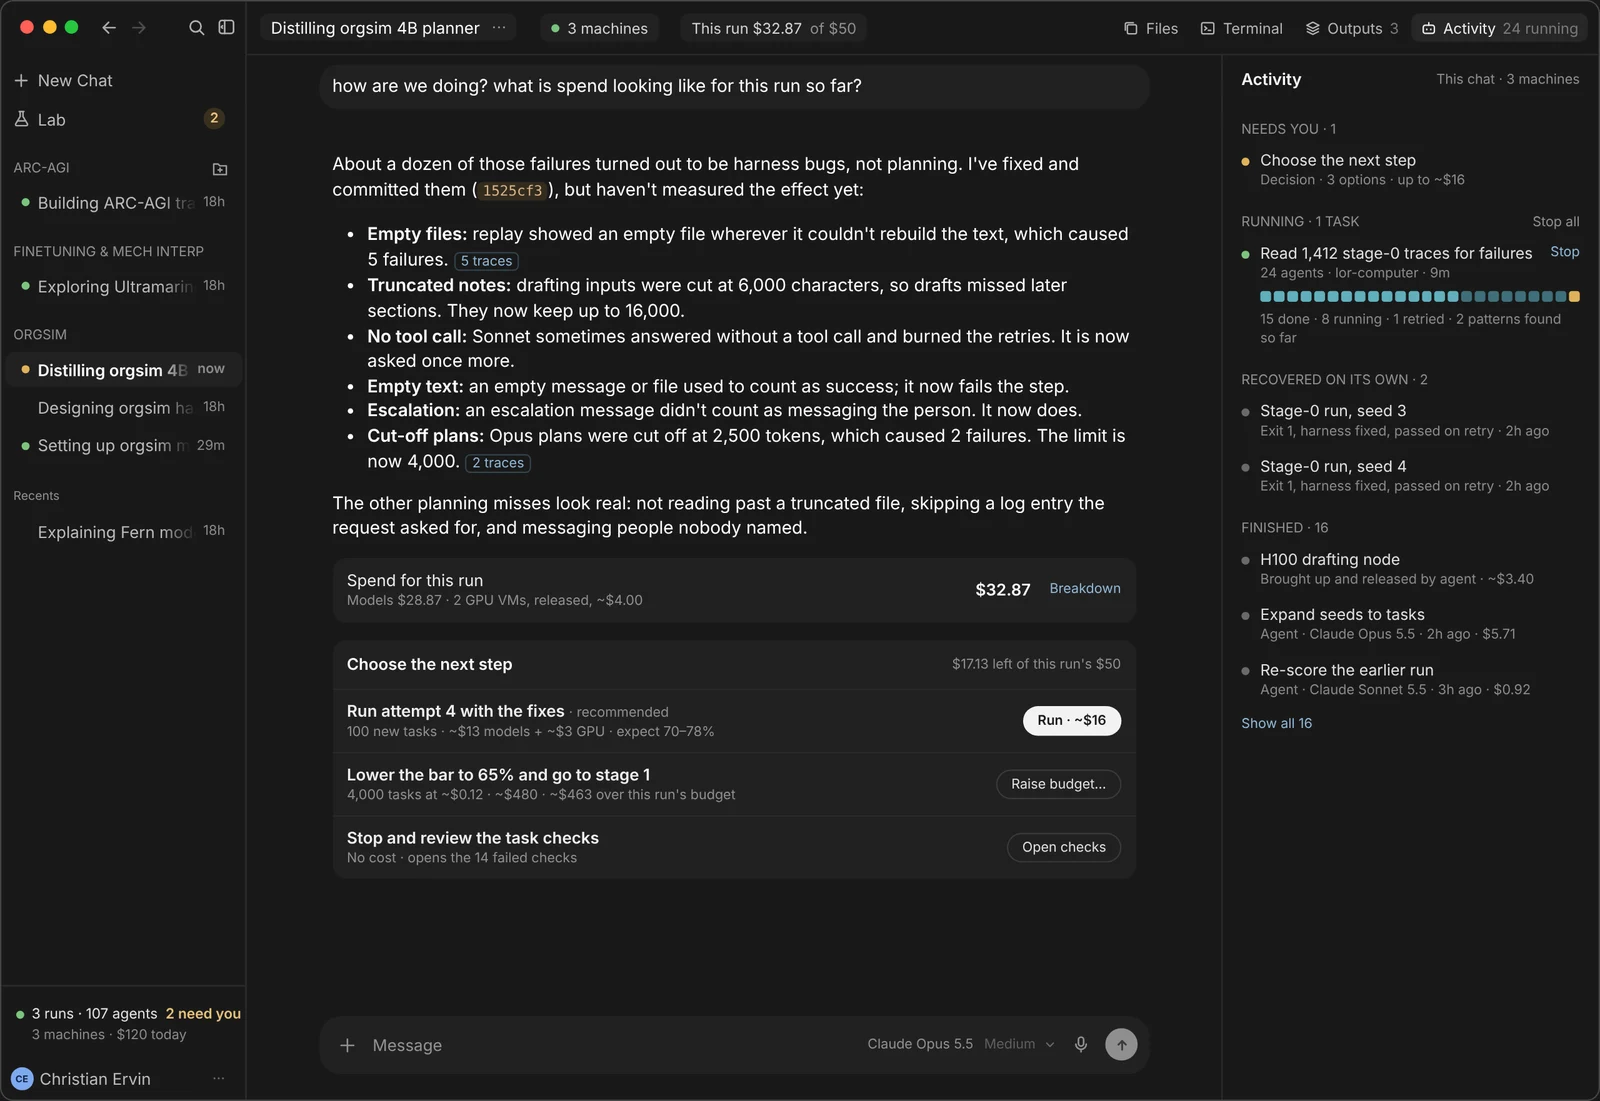 Distilling orgsim 4B planner ···
3 machines
This run $32.87 of $50
Files
Terminal
Outputs 3
Activity 24 running
New Chat
Lab 2
ARC-AGI
Building ARC-AGI tra 18h
FINETUNING & MECH INTERP
Exploring Ultramarin 18h
ORGSIM
Distilling orgsim 4B now
Designing orgsim ha 18h
Setting up orgsim m 29m
Recents
Explaining Fern mod 18h
3 runs · 107 agents 2 need you
3 machines · $120 today
CE Christian Ervin ···
how are we doing? what is spend looking like for this run so far?
About a dozen of those failures turned out to be harness bugs, not planning. I've fixed and
committed them ( 1525cf3 ), but haven't measured the effect yet:
• Empty files: replay showed an empty file wherever it couldn't rebuild the text, which caused
5 failures. 5 traces
• Truncated notes: drafting inputs were cut at 6,000 characters, so drafts missed later
sections. They now keep up to 16,000.
• No tool call: Sonnet sometimes answered without a tool call and burned the retries. It is now
asked once more.
• Empty text: an empty message or file used to count as success; it now fails the step.
• Escalation: an escalation message didn't count as messaging the person. It now does.
• Cut-off plans: Opus plans were cut off at 2,500 tokens, which caused 2 failures. The limit is
now 4,000. 2 traces
The other planning misses look real: not reading past a truncated file, skipping a log entry the
request asked for, and messaging people nobody named.
Spend for this run
Models $28.87 · 2 GPU VMs, released, ~$4.00
$32.87 Breakdown
Choose the next step
$17.13 left of this run's $50
Run attempt 4 with the fixes · recommended
100 new tasks · ~$13 models + ~$3 GPU · expect 70–78%
Run · ~$16
Lower the bar to 65% and go to stage 1
4,000 tasks at ~$0.12 · ~$480 · ~$463 over this run's budget
Raise budget...
Stop and review the task checks
No cost · opens the 14 failed checks
Open checks
Message
Claude Opus 5.5 Medium
Activity
This chat · 3 machines
NEEDS YOU · 1
Choose the next step
Decision · 3 options · up to ~$16
RUNNING · 1 TASK
Stop all
Read 1,412 stage-0 traces for failures
Stop
24 agents · lor-computer · 9m
15 done · 8 running · 1 retried · 2 patterns found
so far
RECOVERED ON ITS OWN · 2
Stage-0 run, seed 3
Exit 1, harness fixed, passed on retry · 2h ago
Stage-0 run, seed 4
Exit 1, harness fixed, passed on retry · 2h ago
FINISHED · 16
H100 drafting node
Brought up and released by agent · ~$3.40
Expand seeds to tasks
Agent · Claude Opus 5.5 · 2h ago · $5.71
Re-score the earlier run
Agent · Claude Sonnet 5.5 · 3h ago · $0.92
Show all 16